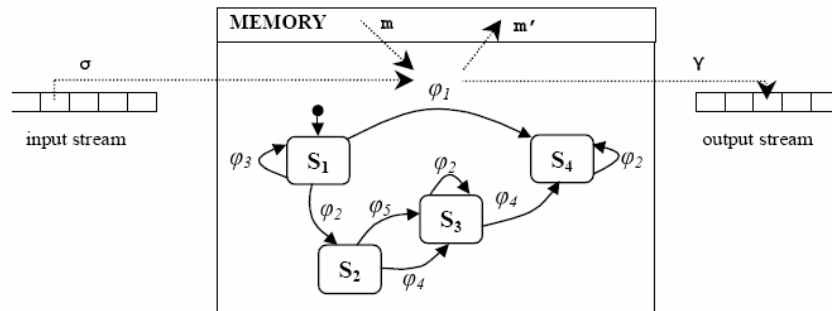 MEMORY m m'
σ γ
φ1
input stream output stream
φ3 S1 φ2 S4 φ2
φ2 φ5 S3 φ4
S2 φ4